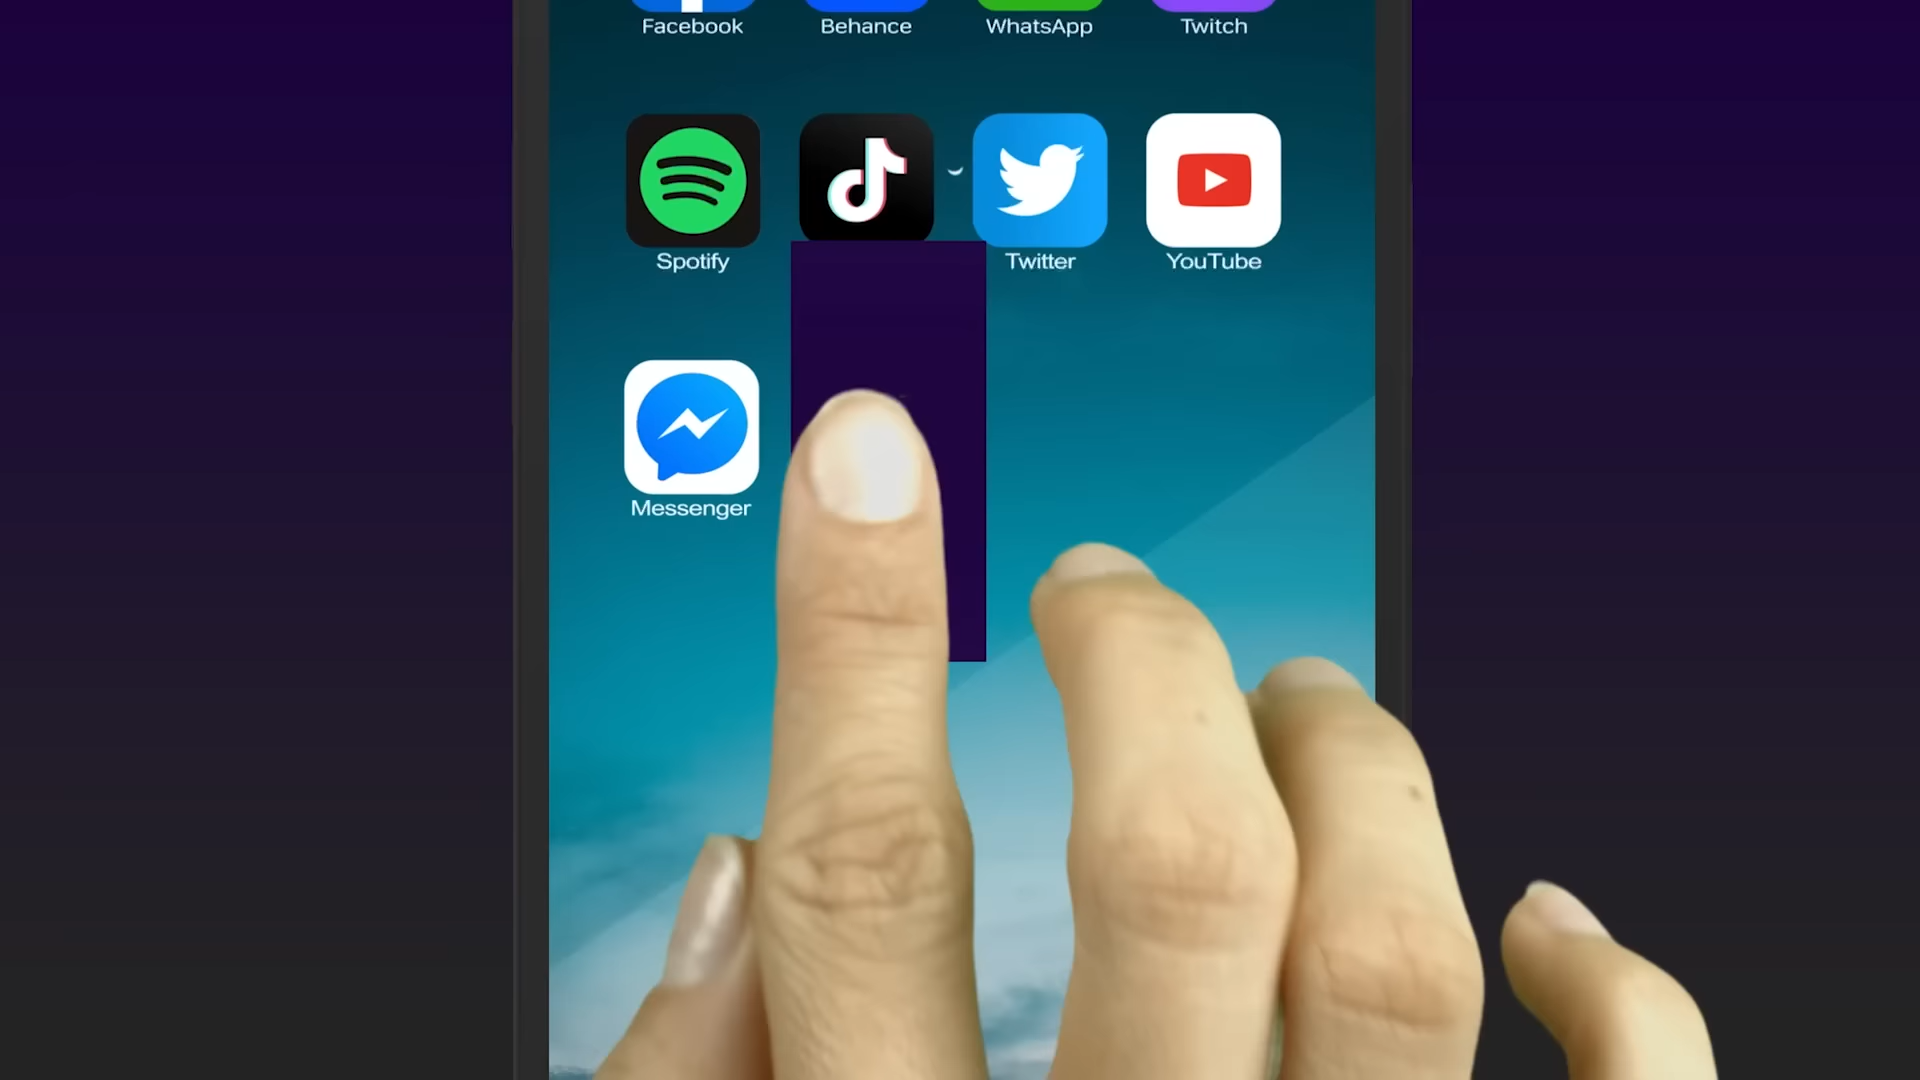 Facebook
Behance
WhatsApp
Twitch
Spotify
Twitter
YouTube
Messenger